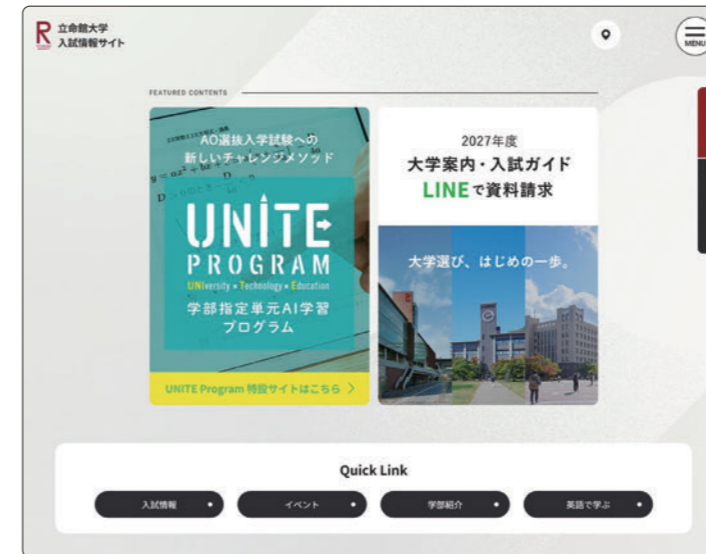 R 立命館大学
入試情報サイト
MENU
FEATURED CONTENTS
AO選抜入学試験への
新しいチャレンジメソッド
UNITE
PROGRAM
UNIversity × Technology × Education
学部指定単元AI学習
プログラム
UNITE Program 特設サイトはこちら
2027年度
大学案内・入試ガイド
LINEで資料請求
大学選び、はじめの一歩。
Quick Link
入試情報
イベント
学部紹介
英語で学ぶ